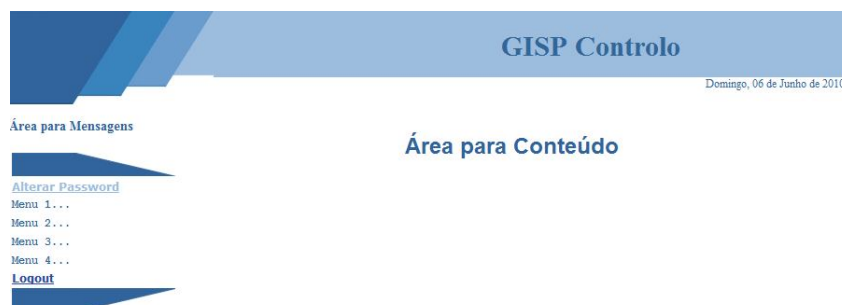 GISP Controlo
Domingo, 06 de Junho de 2010
Área para Mensagens
Área para Conteúdo
Alterar Password
Menu 1...
Menu 2...
Menu 3...
Menu 4...
Logout